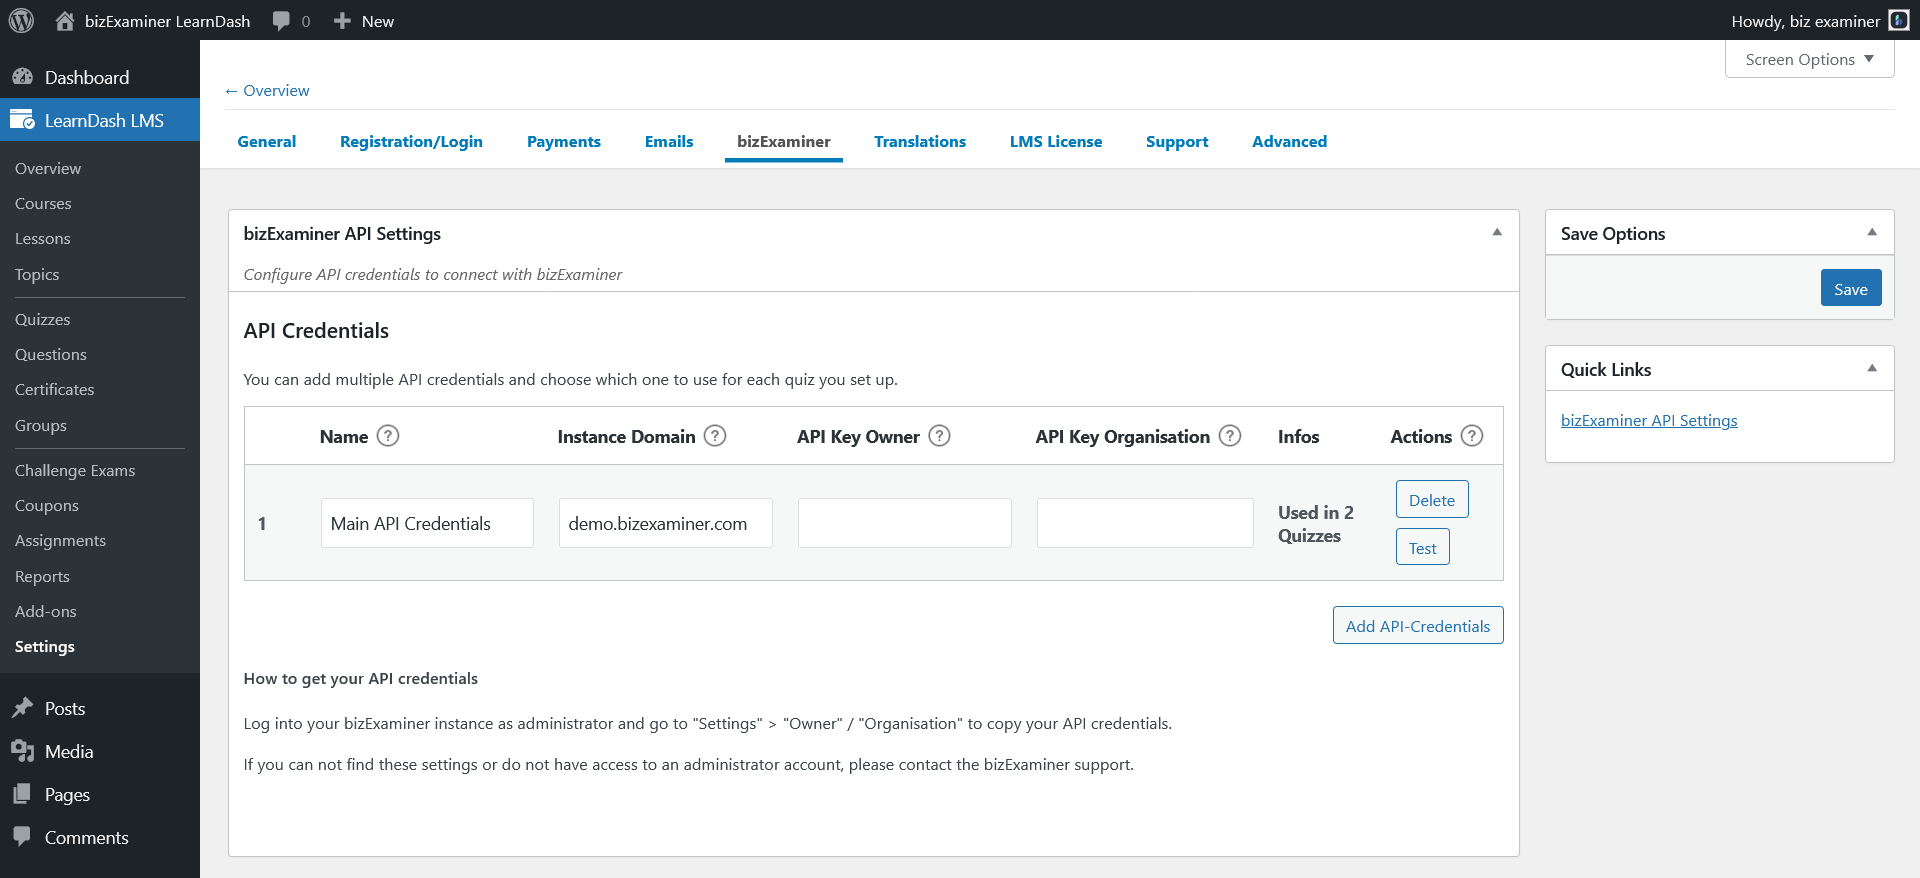 bizExaminer LearnDash 0 New Howdy, biz examiner
Dashboard
LearnDash LMS
Overview
Courses
Lessons
Topics
Quizzes
Questions
Certificates
Groups
Challenge Exams
Coupons
Assignments
Reports
Add-ons
Settings
Posts
Media
Pages
Comments
Screen Options
← Overview
General Registration/Login Payments Emails bizExaminer Translations LMS License Support Advanced
bizExaminer API Settings
Configure API credentials to connect with bizExaminer
API Credentials
You can add multiple API credentials and choose which one to use for each quiz you set up.
Name ? Instance Domain ? API Key Owner ? API Key Organisation ? Infos Actions ?
1 Main API Credentials demo.bizexaminer.com Used in 2 Quizzes Delete
Test
Add API-Credentials
How to get your API credentials
Log into your bizExaminer instance as administrator and go to "Settings" > "Owner" / "Organisation" to copy your API credentials.
If you can not find these settings or do not have access to an administrator account, please contact the bizExaminer support.
Save Options
Save
Quick Links
bizExaminer API Settings